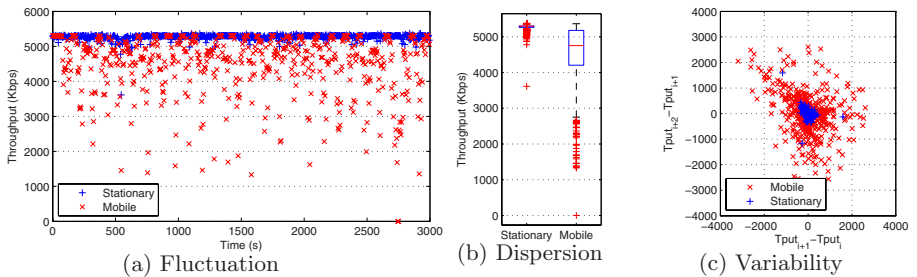 6000
5000
4000
3000
2000
1000
0
Throughput (Kbps)
Stationary
Mobile
0 500 1000 1500 2000 2500 3000
Time (s)
(a) Fluctuation
5000
4000
3000
2000
1000
0
Throughput (Kbps)
Stationary Mobile
(b) Dispersion
4000
3000
2000
1000
0
-1000
-2000
-3000
-4000
Tput_{i+2}-Tput_{i+1}
Mobile
Stationary
-4000 -2000 0 2000 4000
Tput_{i+1}-Tput_i
(c) Variability